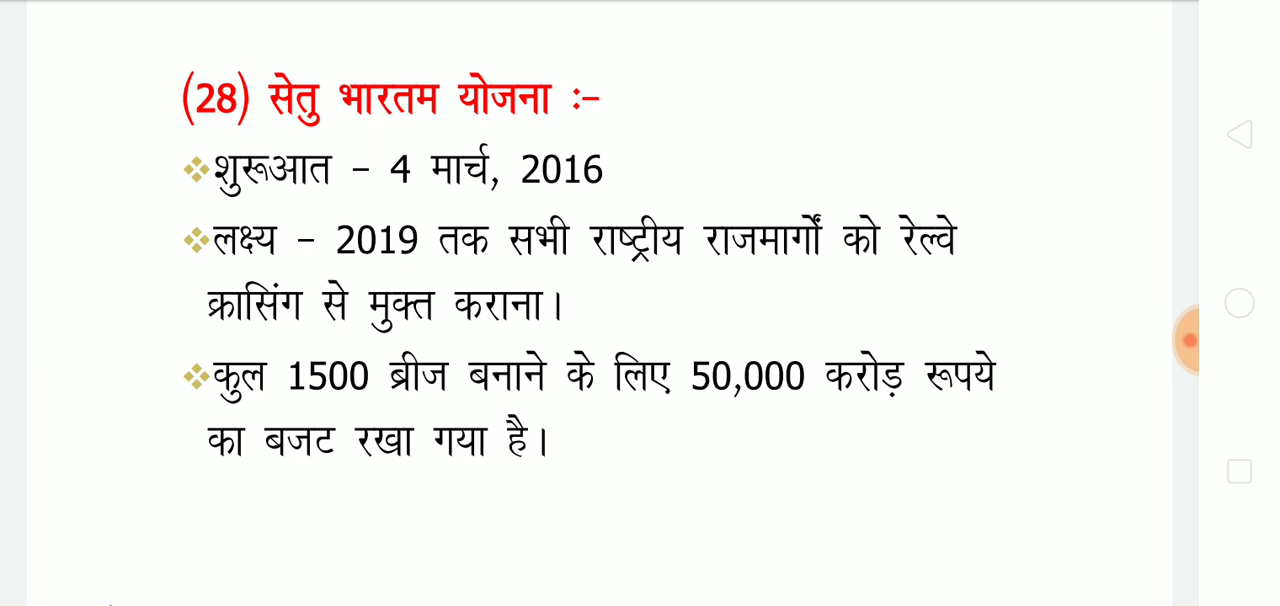 (28) सेतु भारतम योजना :-
❖शुरूआत – 4 मार्च, 2016
❖लक्ष्य – 2019 तक सभी राष्ट्रीय राजमार्गों को रेल्वे
क्रासिंग से मुक्त कराना।
❖कुल 1500 ब्रीज बनाने के लिए 50,000 करोड़ रूपये
का बजट रखा गया है।